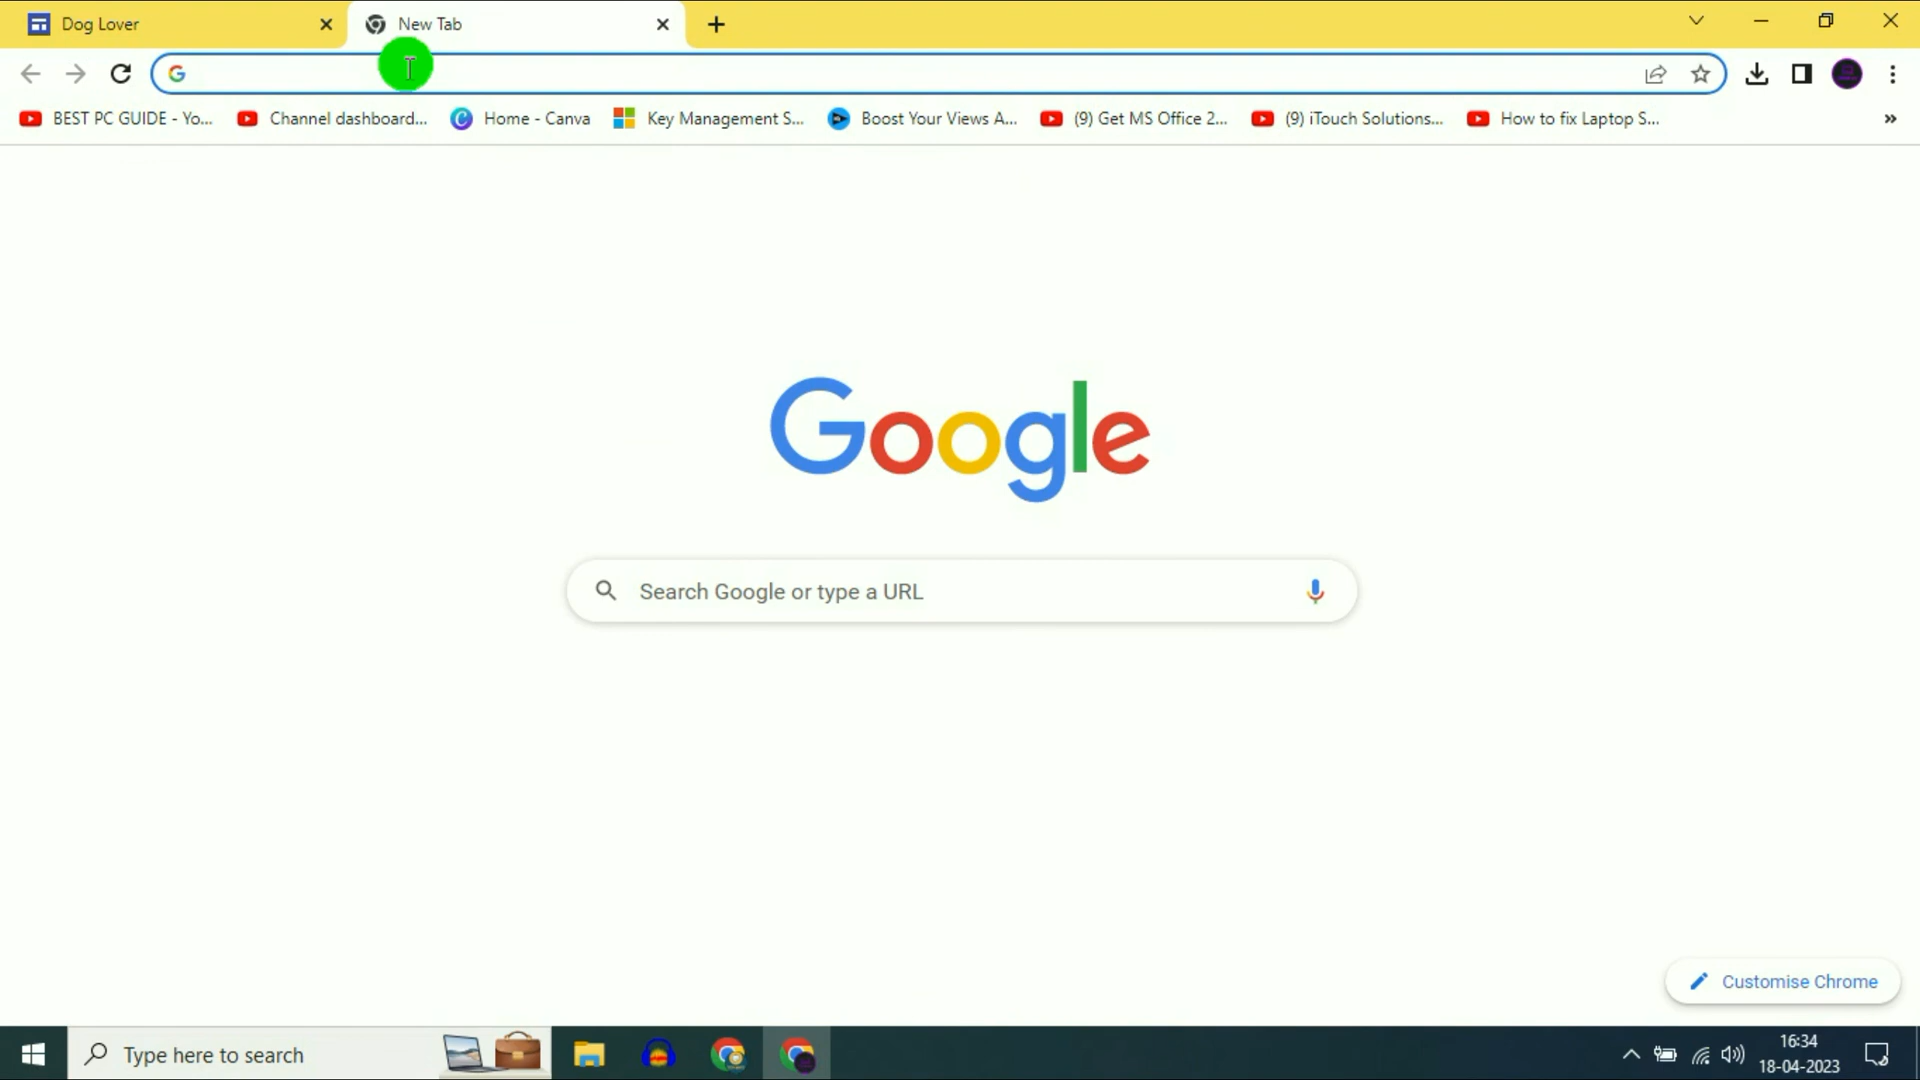 Dog Lover
New Tab
BEST PC GUIDE - Yo... Channel dashboard... Home - Canva Key Management S... Boost Your Views A... (9) Get MS Office 2... (9) iTouch Solutions... How to fix Laptop S... »
Google
Search Google or type a URL
Customise Chrome
Type here to search
16:34
18-04-2023